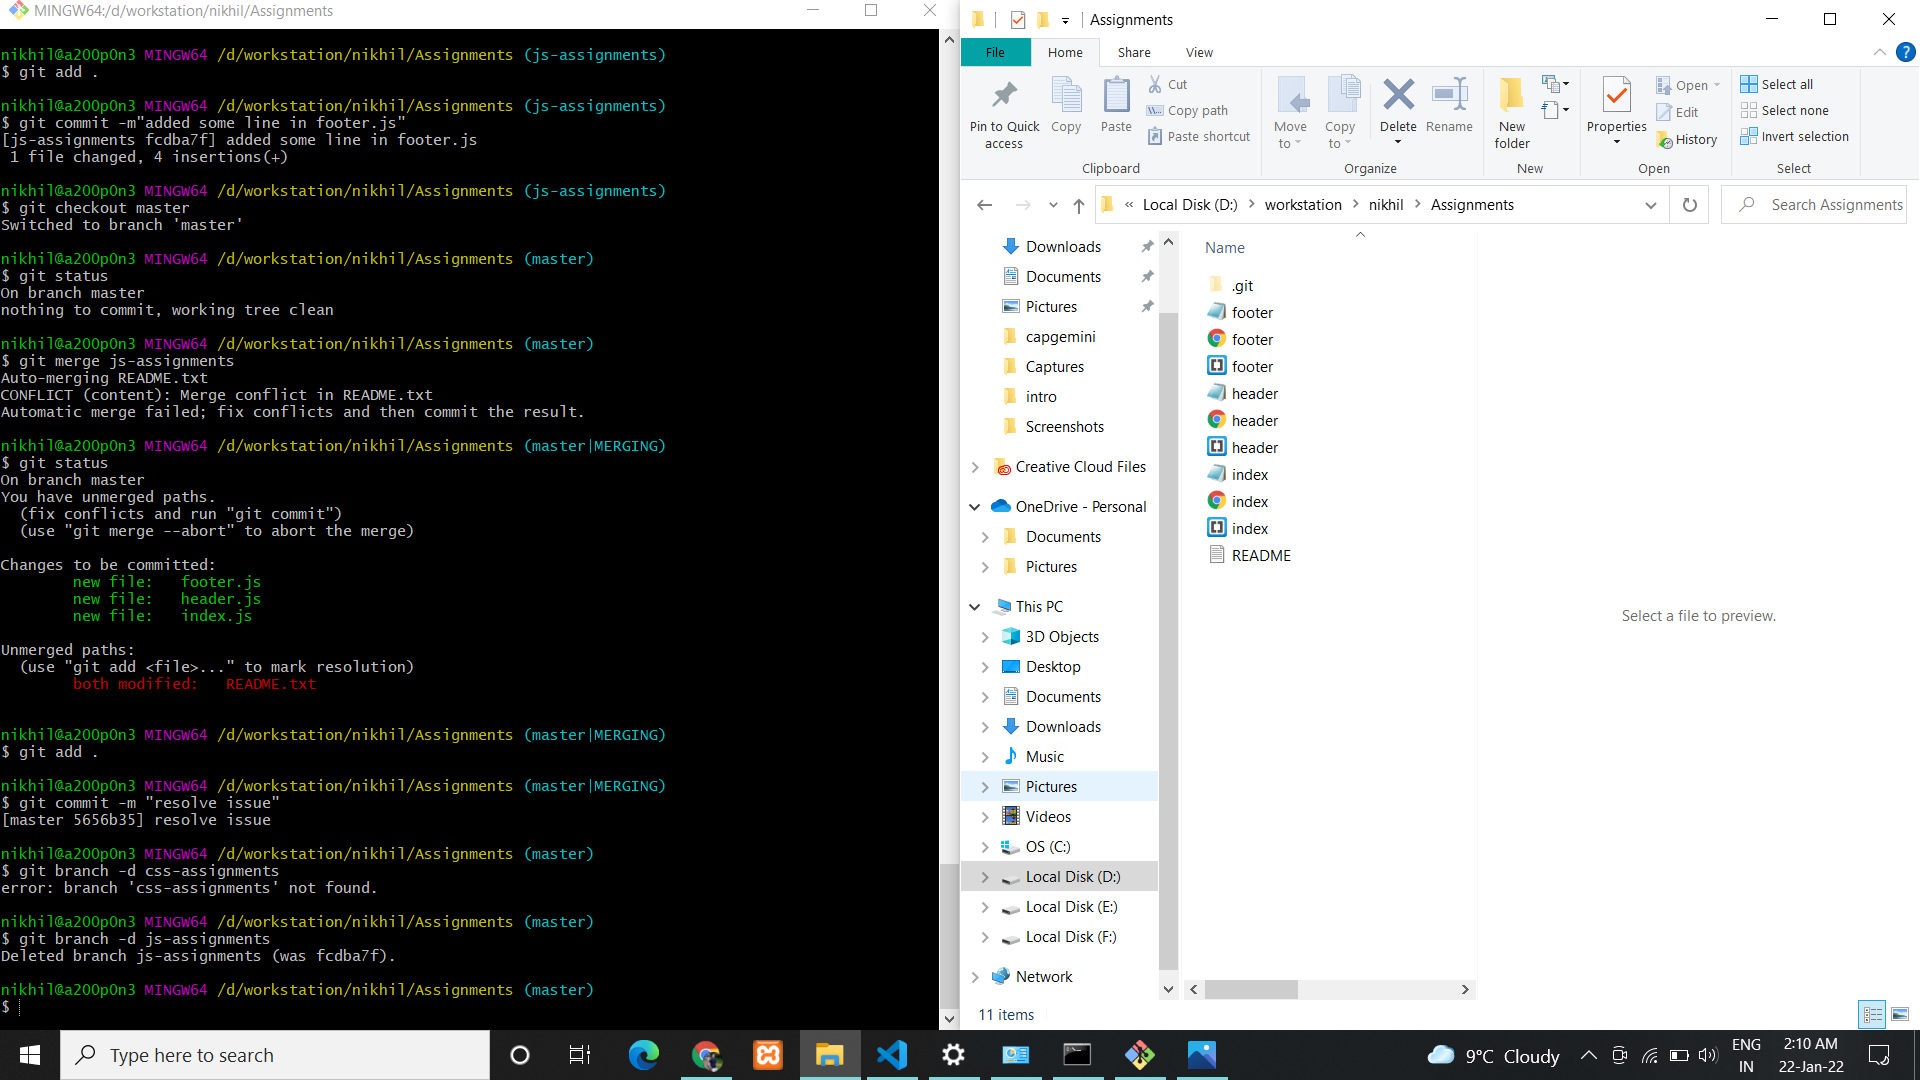 MINGW64:/d/workstation/nikhil/Assignments
nikhil@a200p0n3 MINGW64 /d/workstation/nikhil/Assignments (js-assignments)
$ git add .
nikhil@a200p0n3 MINGW64 /d/workstation/nikhil/Assignments (js-assignments)
$ git commit -m"added some line in footer.js"
[js-assignments fcdba7f] added some line in footer.js
1 file changed, 4 insertions(+)
nikhil@a200p0n3 MINGW64 /d/workstation/nikhil/Assignments (js-assignments)
$ git checkout master
Switched to branch 'master'
nikhil@a200p0n3 MINGW64 /d/workstation/nikhil/Assignments (master)
$ git status
On branch master
nothing to commit, working tree clean
nikhil@a200p0n3 MINGW64 /d/workstation/nikhil/Assignments (master)
$ git merge js-assignments
Auto-merging README.txt
CONFLICT (content): Merge conflict in README.txt
Automatic merge failed; fix conflicts and then commit the result.
nikhil@a200p0n3 MINGW64 /d/workstation/nikhil/Assignments (master|MERGING)
$ git status
On branch master
You have unmerged paths.
(fix conflicts and run "git commit")
(use "git merge --abort" to abort the merge)
Changes to be committed:
new file:   footer.js
new file:   header.js
new file:   index.js
Unmerged paths:
(use "git add <file>..." to mark resolution)
both modified:   README.txt
nikhil@a200p0n3 MINGW64 /d/workstation/nikhil/Assignments (master|MERGING)
$ git add .
nikhil@a200p0n3 MINGW64 /d/workstation/nikhil/Assignments (master|MERGING)
$ git commit -m "resolve issue"
[master 5656b35] resolve issue
nikhil@a200p0n3 MINGW64 /d/workstation/nikhil/Assignments (master)
$ git branch -d css-assignments
error: branch 'css-assignments' not found.
nikhil@a200p0n3 MINGW64 /d/workstation/nikhil/Assignments (master)
$ git branch -d js-assignments
Deleted branch js-assignments (was fcdba7f).
nikhil@a200p0n3 MINGW64 /d/workstation/nikhil/Assignments (master)
$
Assignments
File Home Share View
Pin to Quick access
Copy
Paste
Cut
Copy path
Paste shortcut
Clipboard
Move to
Copy to
Delete
Rename
Organize
New folder
New
Properties
Open
Edit
History
Open
Select all
Select none
Invert selection
Select
« Local Disk (D:) > workstation > nikhil > Assignments
Search Assignments
Downloads
Documents
Pictures
capgemini
Captures
intro
Screenshots
Creative Cloud Files
OneDrive - Personal
Documents
Pictures
This PC
3D Objects
Desktop
Documents
Downloads
Music
Pictures
Videos
OS (C:)
Local Disk (D:)
Local Disk (E:)
Local Disk (F:)
Network
Name
.git
footer
footer
footer
header
header
header
index
index
index
README
Select a file to preview.
11 items
Type here to search
9°C Cloudy
ENG
IN
2:10 AM
22-Jan-22